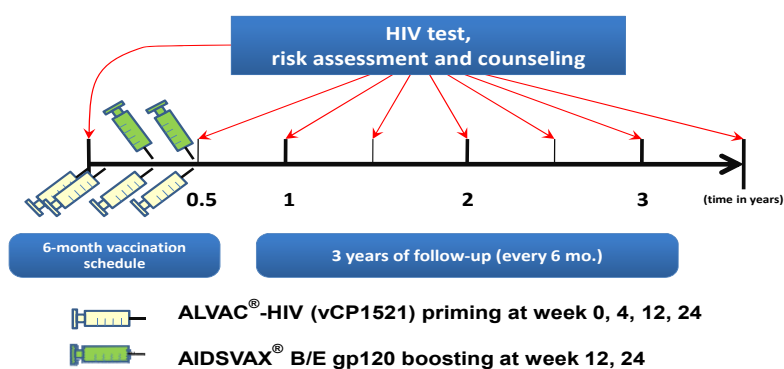 HIV test,
risk assessment and counseling
0.5 1 2 3 (time in years)
6-month vaccination
schedule
3 years of follow-up (every 6 mo.)
ALVAC®-HIV (vCP1521) priming at week 0, 4, 12, 24
AIDSVAX® B/E gp120 boosting at week 12, 24